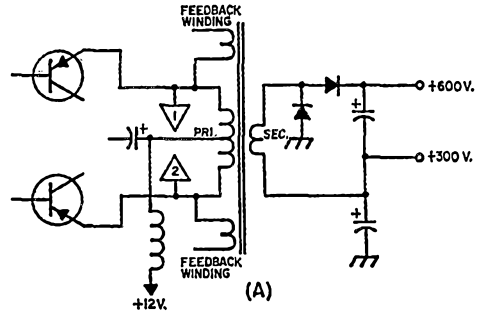 FEEDBACK
WINDING
+600V.
1
+
+
PRI.
SEC.
+300V.
2
+
FEEDBACK
WINDING
+12V.
(A)